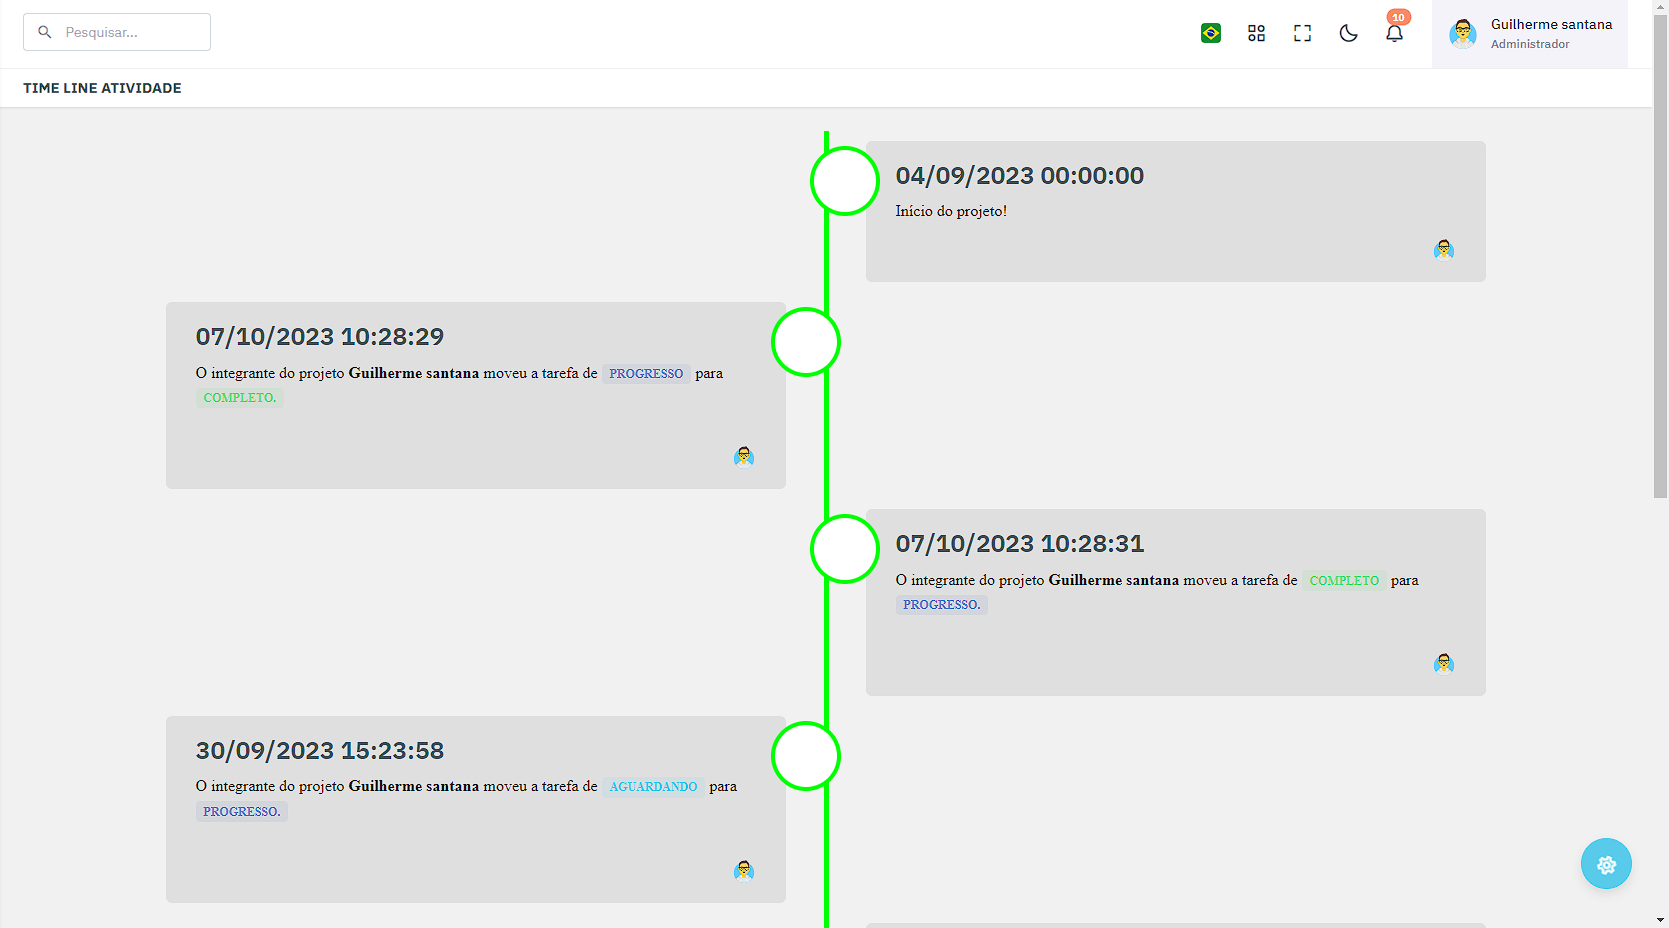 Pesquisar...
10
Guilherme santana
Administrador
TIME LINE ATIVIDADE
04/09/2023 00:00:00
Início do projeto!
07/10/2023 10:28:29
O integrante do projeto Guilherme santana moveu a tarefa de PROGRESSO para
COMPLETO.
07/10/2023 10:28:31
O integrante do projeto Guilherme santana moveu a tarefa de COMPLETO para
PROGRESSO.
30/09/2023 15:23:58
O integrante do projeto Guilherme santana moveu a tarefa de AGUARDANDO para
PROGRESSO.